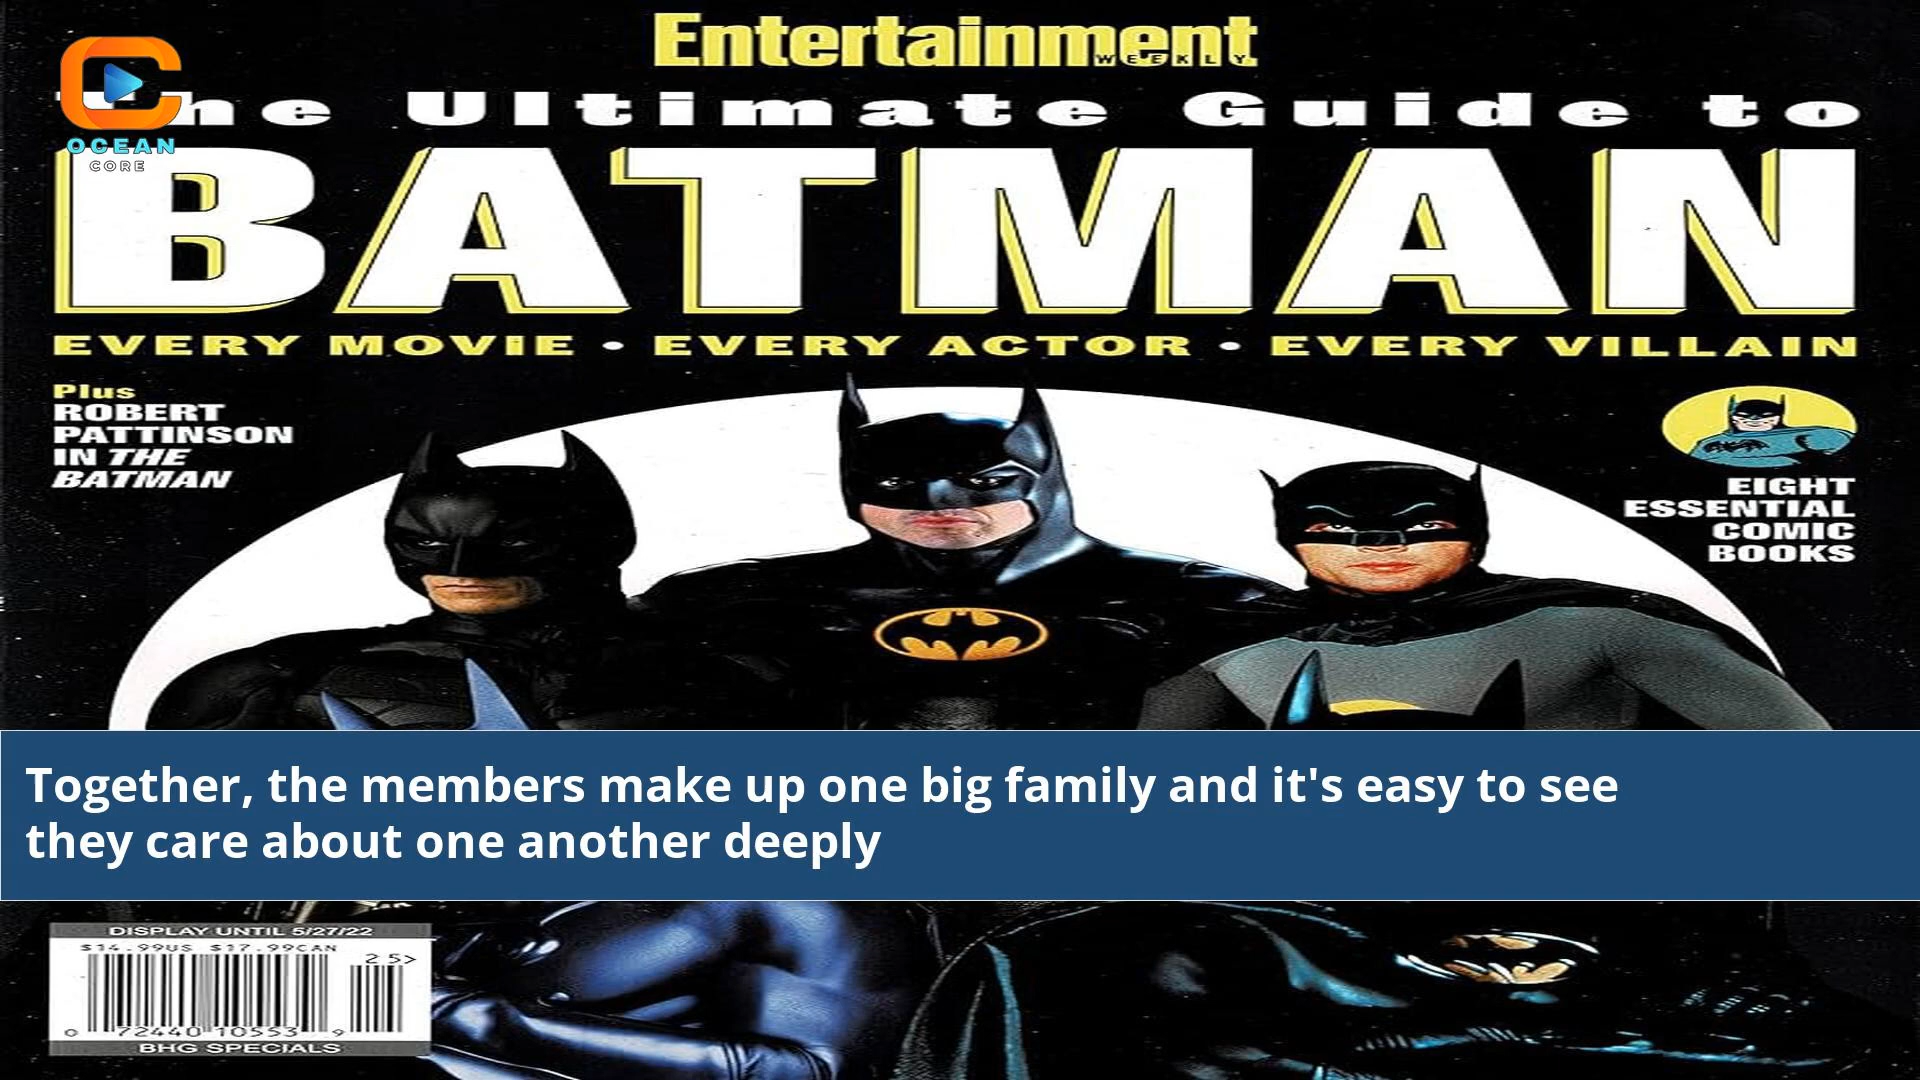 Entertainment
WEEKLY
The Ultimate Guide to
OCEAN
CORE
BATMAN
EVERY MOVIE • EVERY ACTOR • EVERY VILLAIN
Plus
ROBERT
PATTINSON
IN THE
BATMAN
EIGHT
ESSENTIAL
COMIC
BOOKS
Together, the members make up one big family and it's easy to see
they care about one another deeply
DISPLAY UNTIL 5/27/22
$14.99US $17.99CAN
25>
0 72440 10553 9
BHG SPECIALS